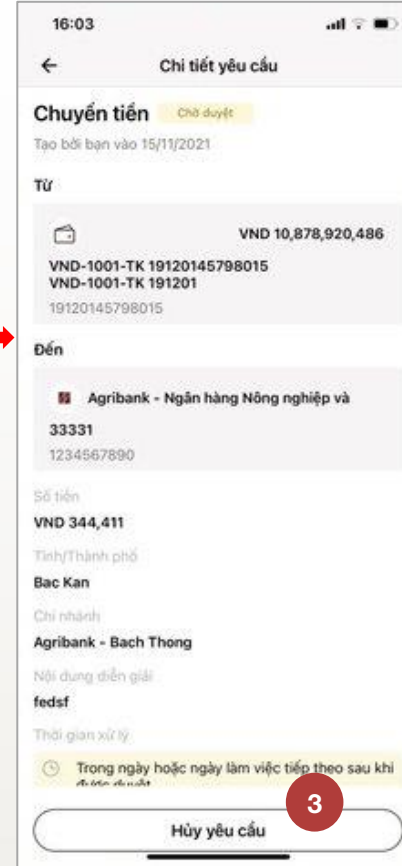 16:03
Chi tiết yêu cầu
Chuyển tiền Chờ duyệt
Tạo bởi bạn vào 15/11/2021
Từ
VND 10,878,920,486
VND-1001-TK 19120145798015
VND-1001-TK 191201
19120145798015
Đến
Agribank - Ngân hàng Nông nghiệp và
33331
1234567890
Số tiền
VND 344,411
Tỉnh/Thành phố
Bac Kan
Chi nhánh
Agribank - Bach Thong
Nội dung diễn giải
fedsf
Thời gian xử lý
Trong ngày hoặc ngày làm việc tiếp theo sau khi
được duyệt
3
Hủy yêu cầu